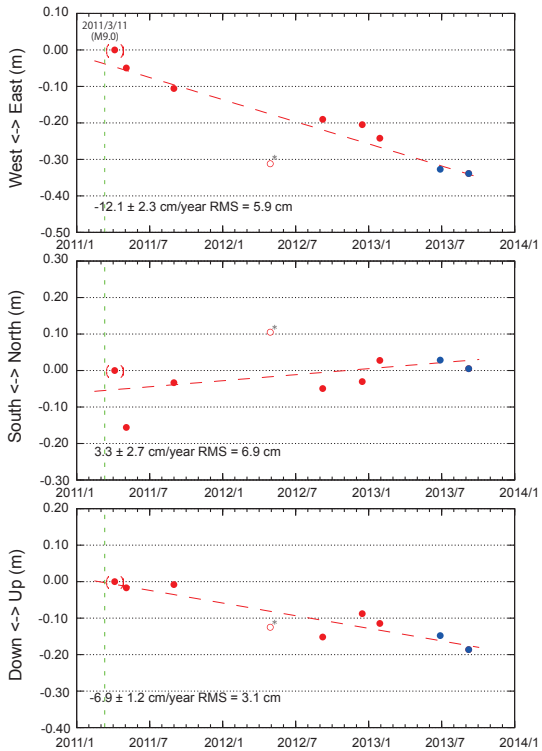 2011/3/11
(M9.0)
West <-> East (m)
0.10
0.00
-0.10
-0.20
-0.30
-0.40
-0.50
( )
*
-12.1 ± 2.3 cm/year RMS = 5.9 cm
2011/1 2011/7 2012/1 2012/7 2013/1 2013/7 2014/1
South <-> North (m)
0.30
0.20
0.10
0.00
-0.10
-0.20
-0.30
( )
*
3.3 ± 2.7 cm/year RMS = 6.9 cm
2011/1 2011/7 2012/1 2012/7 2013/1 2013/7 2014/1
Down <-> Up (m)
0.20
0.10
0.00
-0.10
-0.20
-0.30
-0.40
( )
*
-6.9 ± 1.2 cm/year RMS = 3.1 cm
2011/1 2011/7 2012/1 2012/7 2013/1 2013/7 2014/1